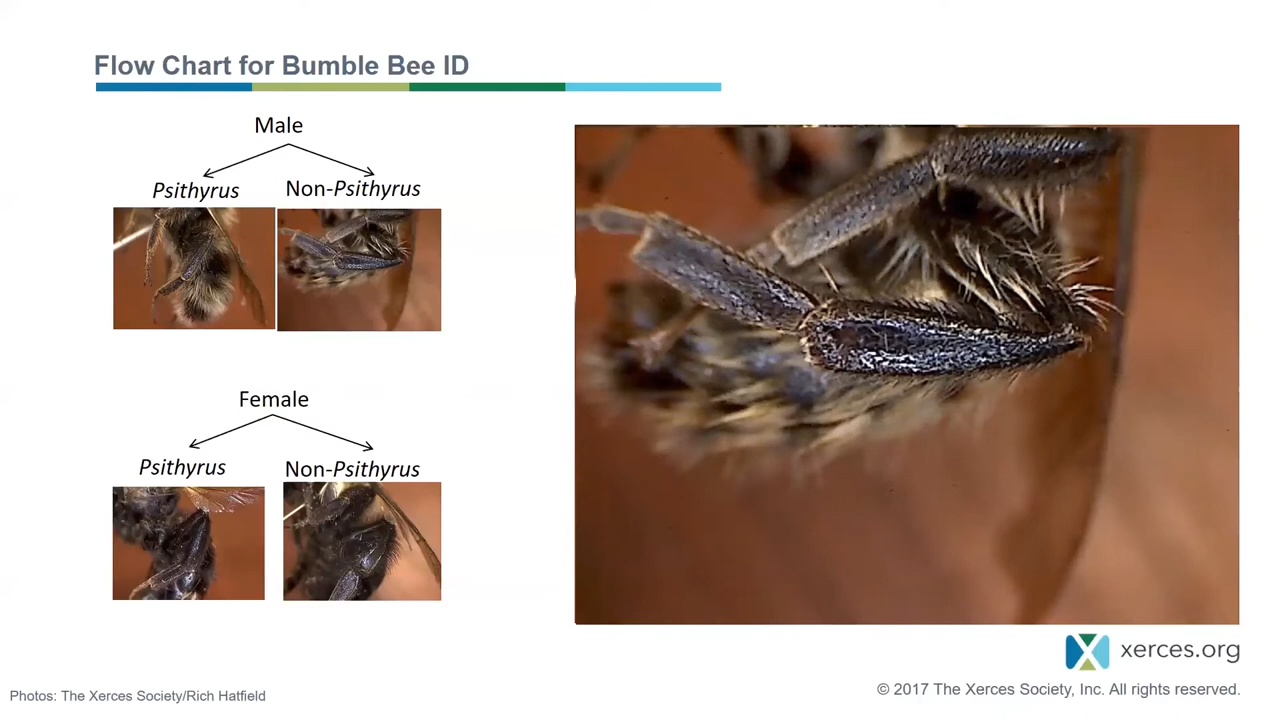 Flow Chart for Bumble Bee ID
Male
Psithyrus
Non-Psithyrus
Female
Psithyrus
Non-Psithyrus
xerces.org
Photos: The Xerces Society/Rich Hatfield
© 2017 The Xerces Society, Inc. All rights reserved.